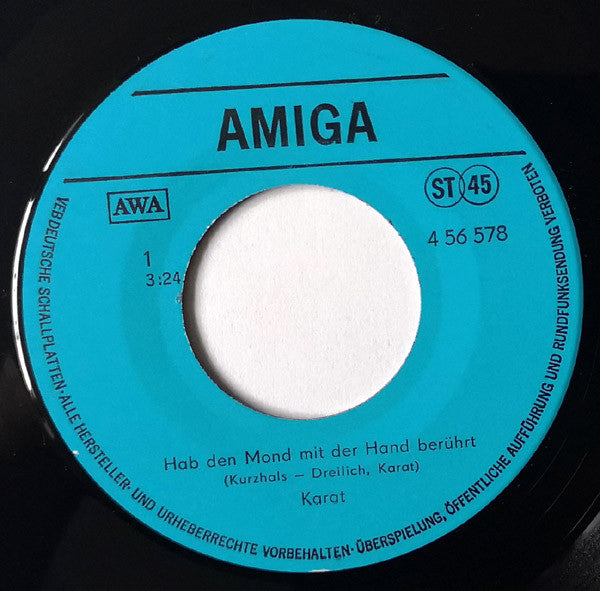 AMIGA
AWA
ST 45
4 56 578
1
3:24
Hab den Mond mit der Hand berührt
(Kurzhals – Dreilich, Karat)
Karat
VEB DEUTSCHE SCHALLPLATTEN · ALLE HERSTELLER- UND URHEBERRECHTE VORBEHALTEN · ÜBERSPIELUNG, ÖFFENTLICHE AUFFÜHRUNG UND RUNDFUNKSENDUNG VERBOTEN